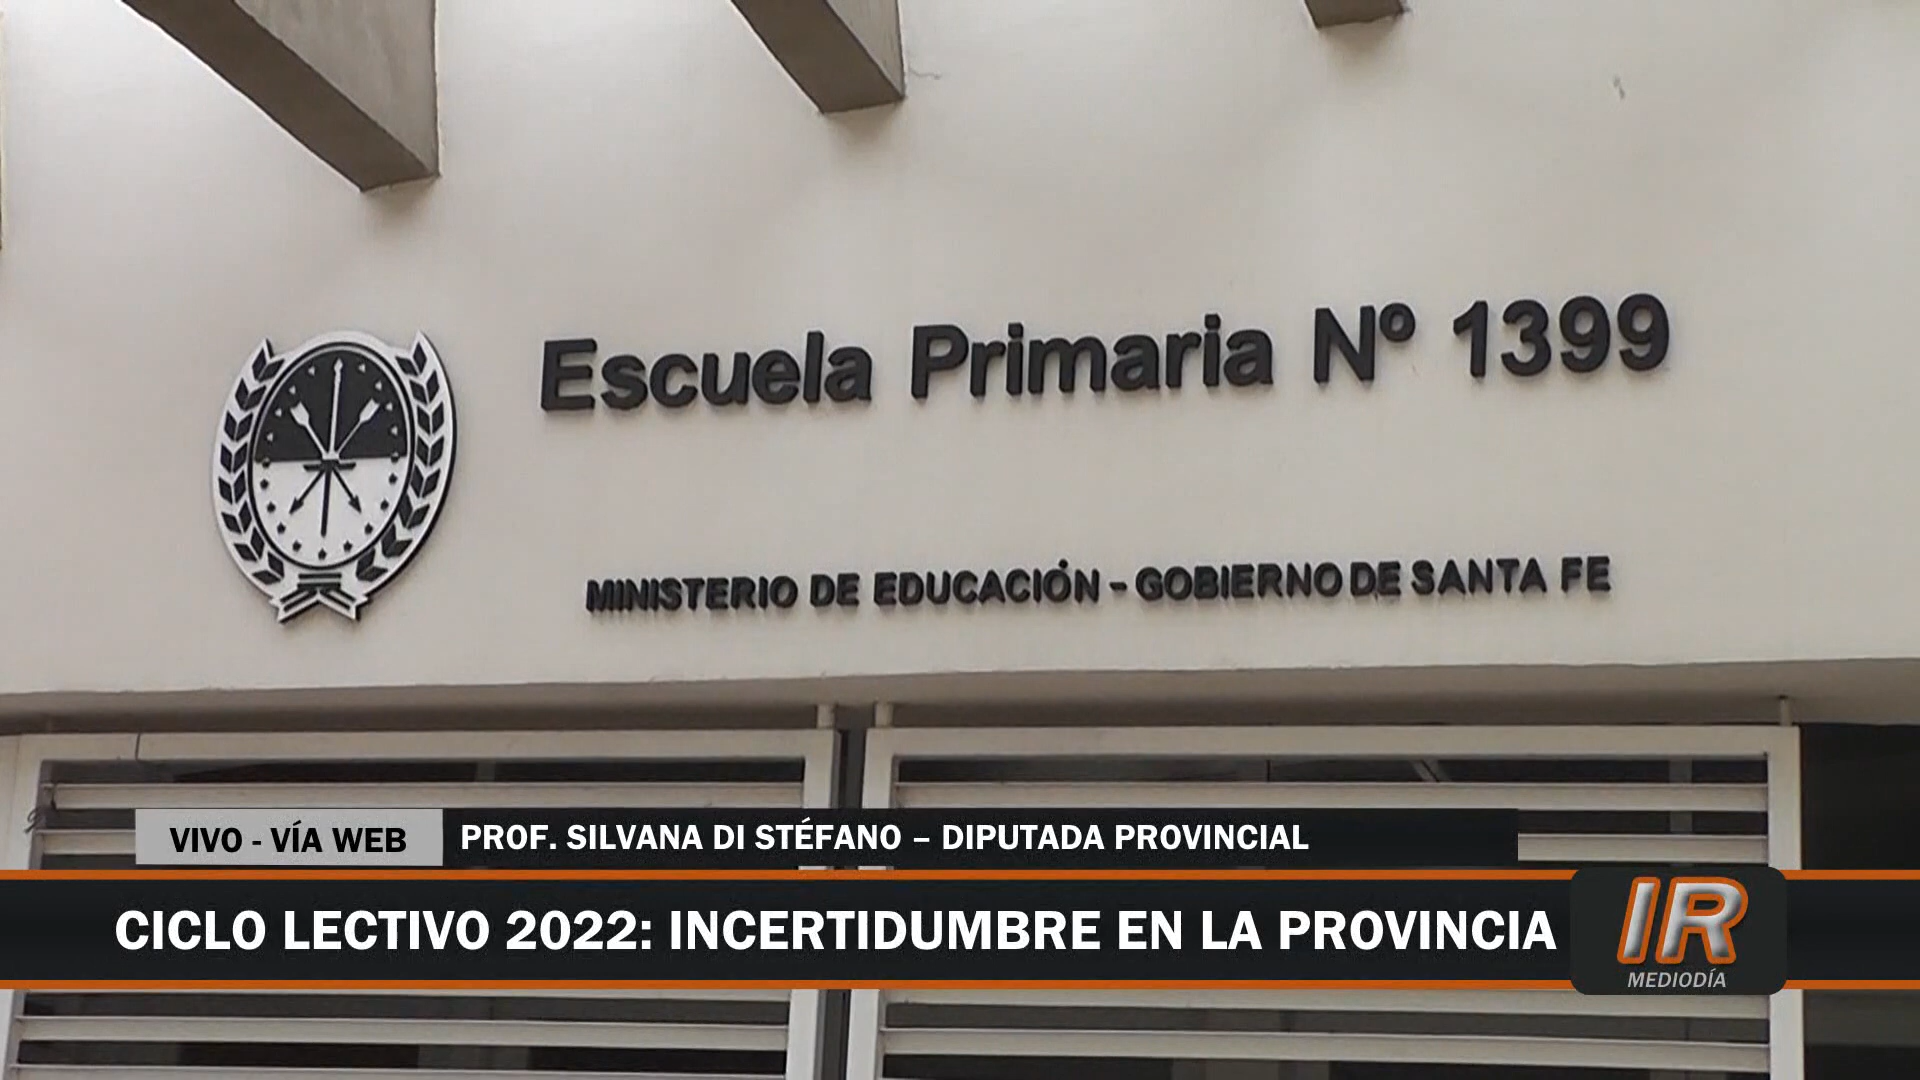 Escuela Primaria Nº 1399
MINISTERIO DE EDUCACIÓN - GOBIERNO DE SANTA FE
VIVO - VÍA WEB
PROF. SILVANA DI STÉFANO – DIPUTADA PROVINCIAL
CICLO LECTIVO 2022: INCERTIDUMBRE EN LA PROVINCIA
IR
MEDIODÍA